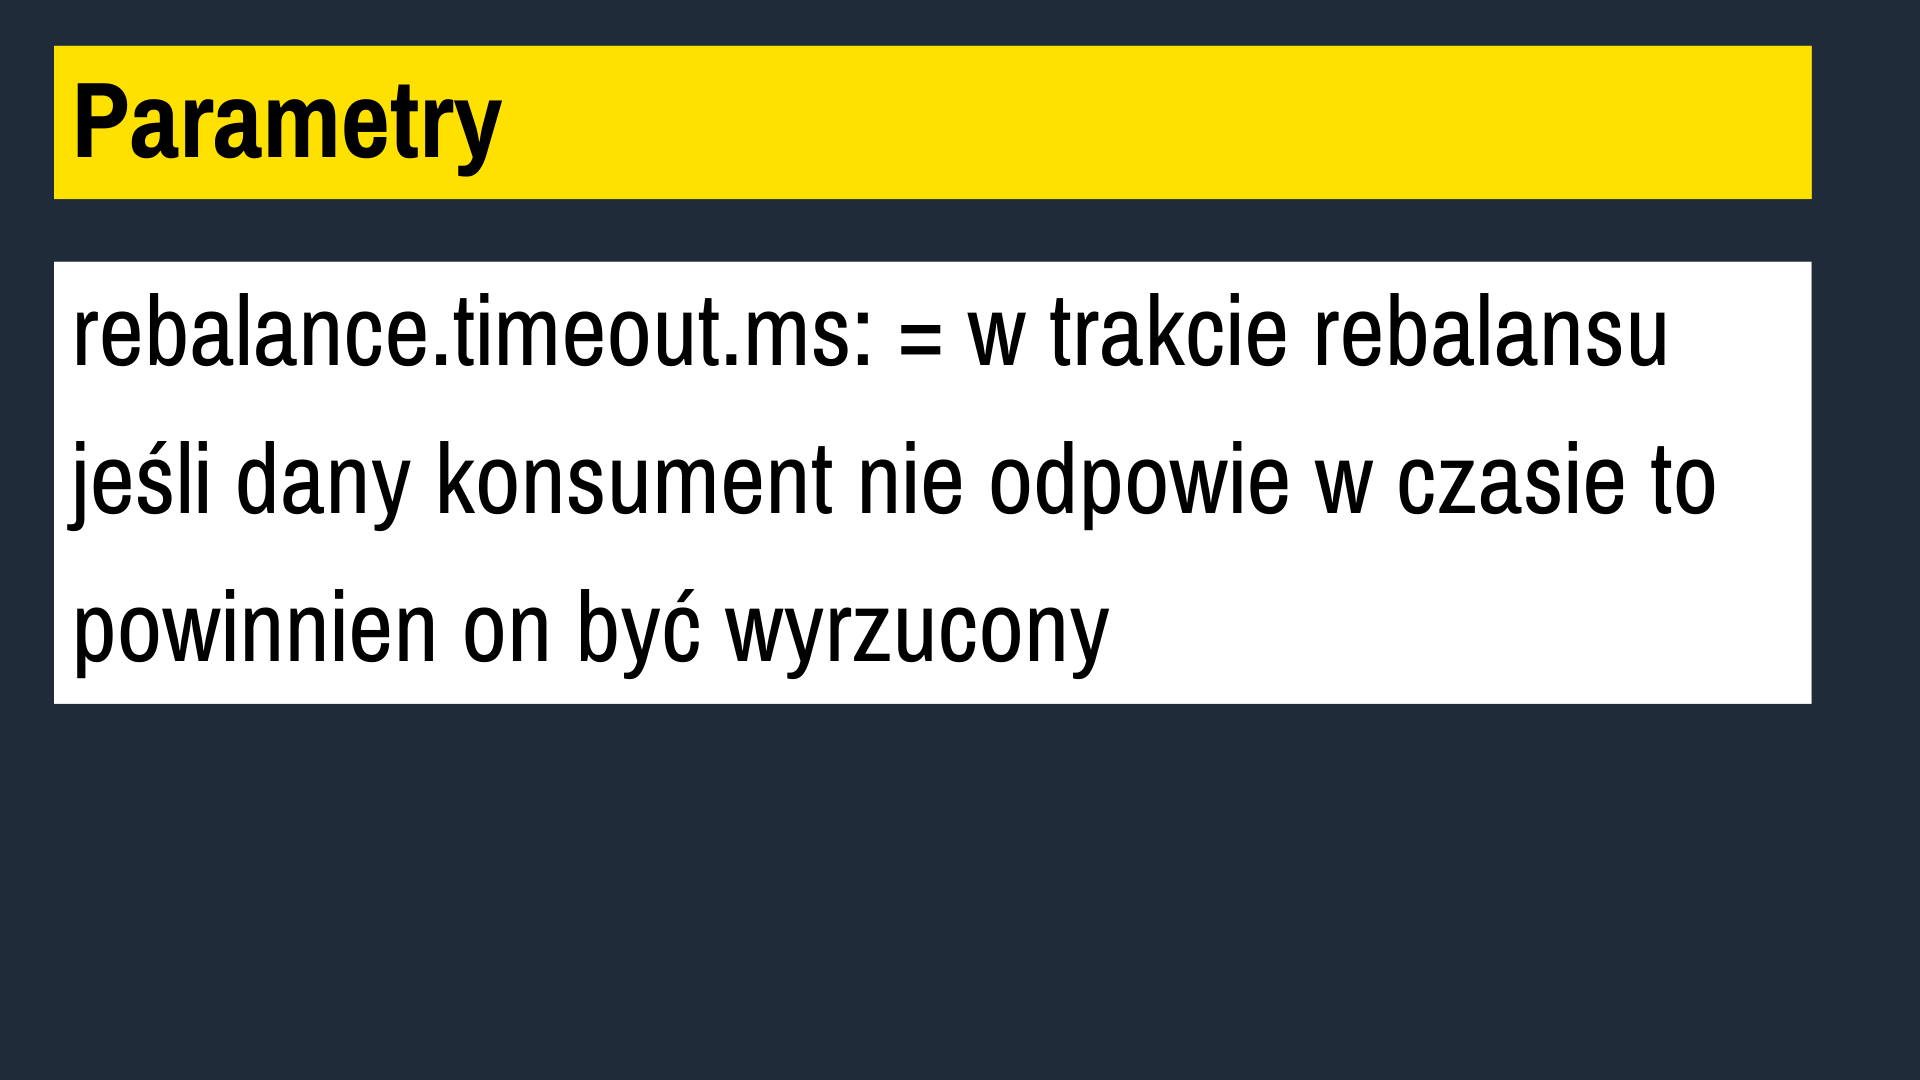 Parametry
rebalance.timeout.ms: = w trakcie rebalansu
jeśli dany konsument nie odpowie w czasie to
powinnien on być wyrzucony